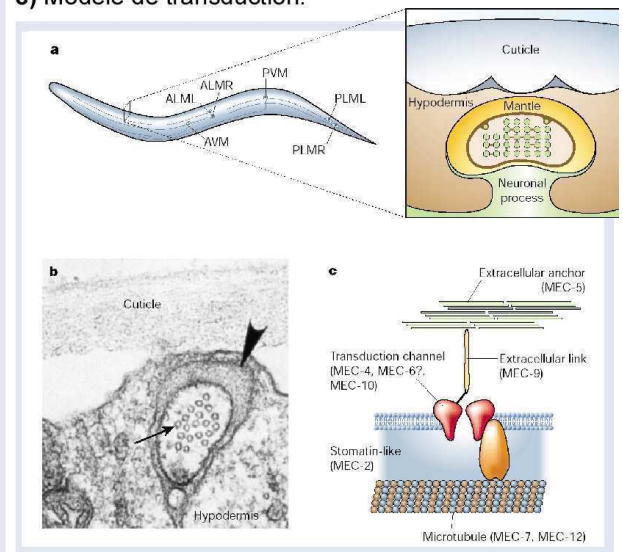 c) Modèle de transduction.
a
ALML
ALMR
PVM
PLML
AVM
PLMR
Cuticle
Hypodermis
Mantle
Neuronal
process
b
Cuticle
Hypodermis
c
Extracellular anchor
(MEC-5)
Transduction channel
(MEC-4, MEC-6?,
MEC-10)
Extracellular link
(MEC-9)
Stomatin-like
(MEC-2)
Microtubule (MEC-7, MEC-12)